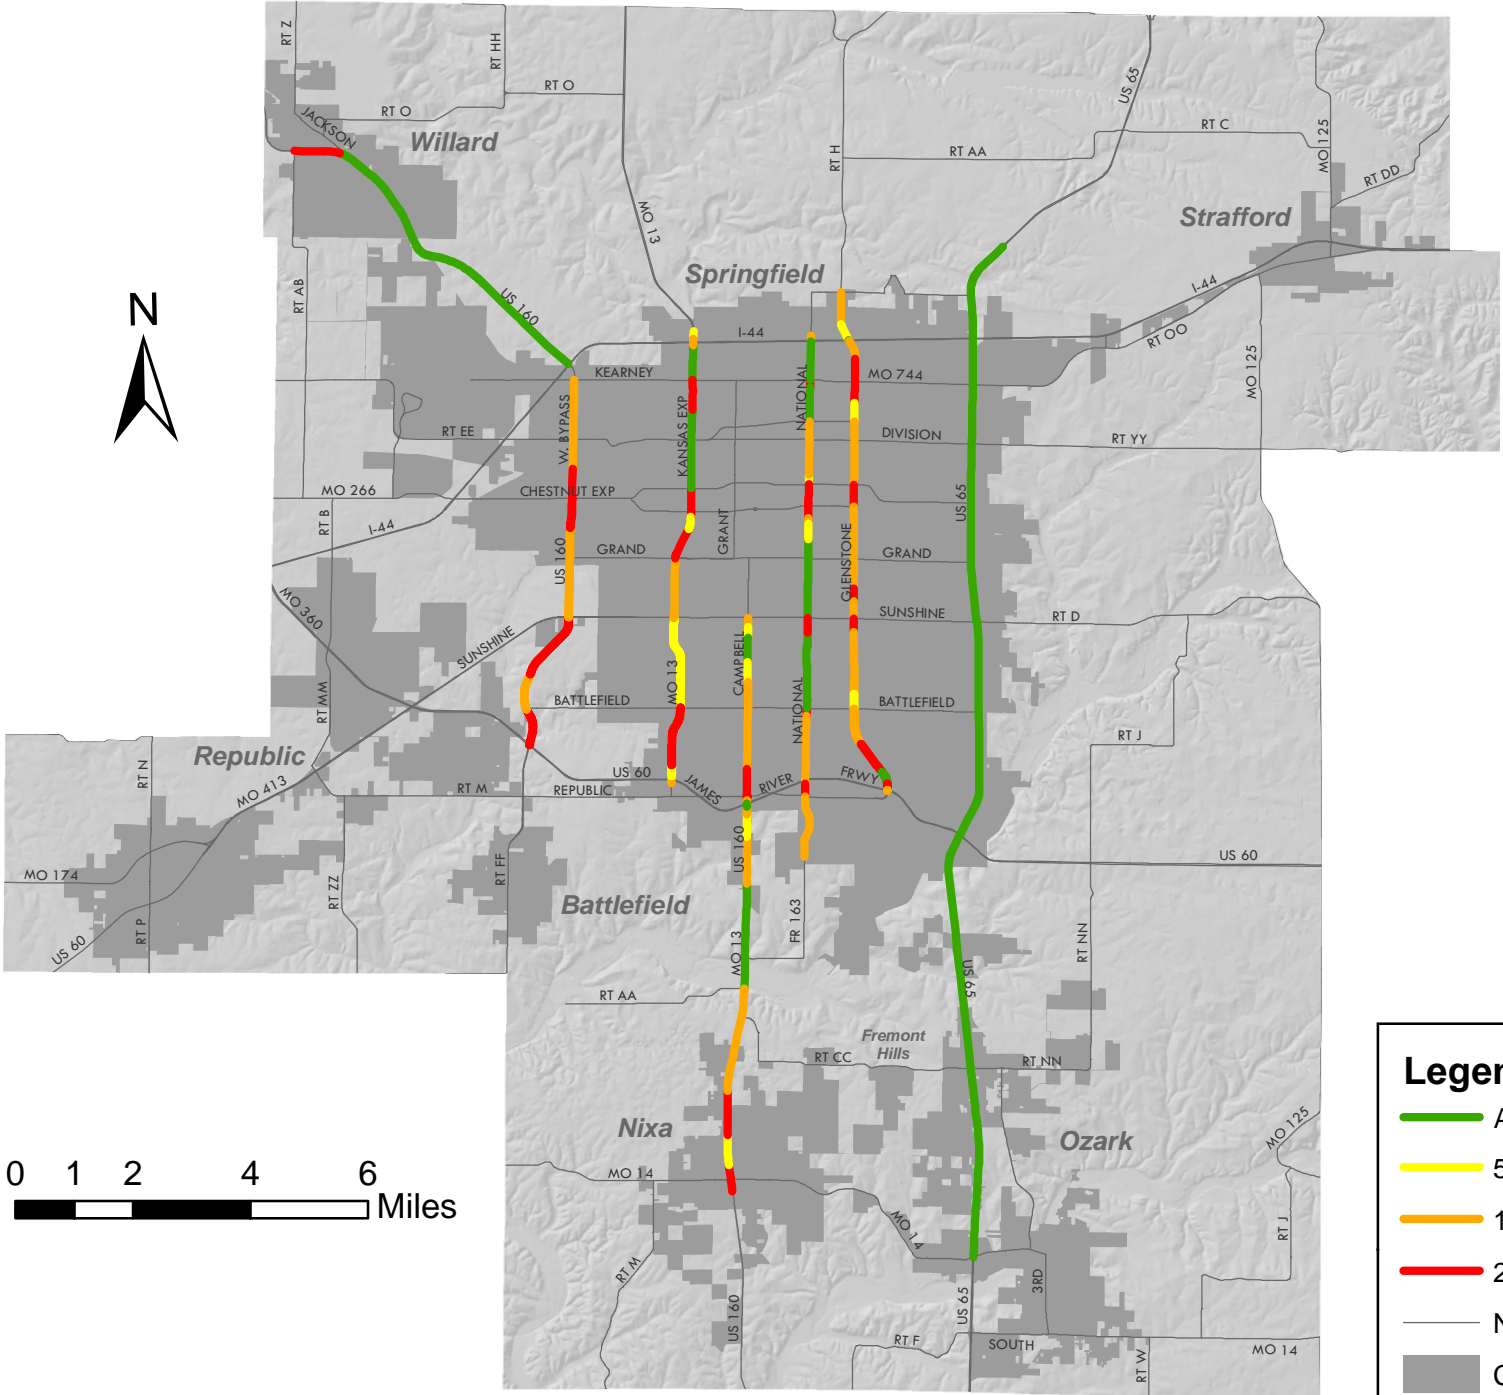 RT Z
RT HH
RT O
RT O
JACKSON
Willard
US 65
RT C
MO 125
RT AA
RT H
RT DD
MO 13
Strafford
Springfield
N
RT AB
US 160
I-44
I-44
RT OO
MO 125
KEARNEY
MO 744
NATIONAL
W. BYPASS
KANSAS EXP
RT EE
DIVISION
RT YY
MO 266
CHESTNUT EXP
US 65
RT B
I-44
GRANT
US 160
GRAND
GRAND
GLENSTONE
MO 360
SUNSHINE
RT D
SUNSHINE
CAMPBELL
MO 13
RT MM
BATTLEFIELD
BATTLEFIELD
NATIONAL
RT J
Republic
RT N
MO 413
RT M
US 60
REPUBLIC
JAMES
RIVER
FRWY
US 160
US 60
MO 174
RT ZZ
RT FF
Battlefield
RT P
US 60
FR 163
MO 13
RT NN
US 65
RT AA
Fremont
Hills
RT CC
RT NN
Nixa
Ozark
MO 125
MO 14
MO 14
RT J
RT M
3RD
US 160
US 65
RT F
SOUTH
RT W
MO 14
0 1 2 4 6
Miles
Legen
A
5
1
2
N
C